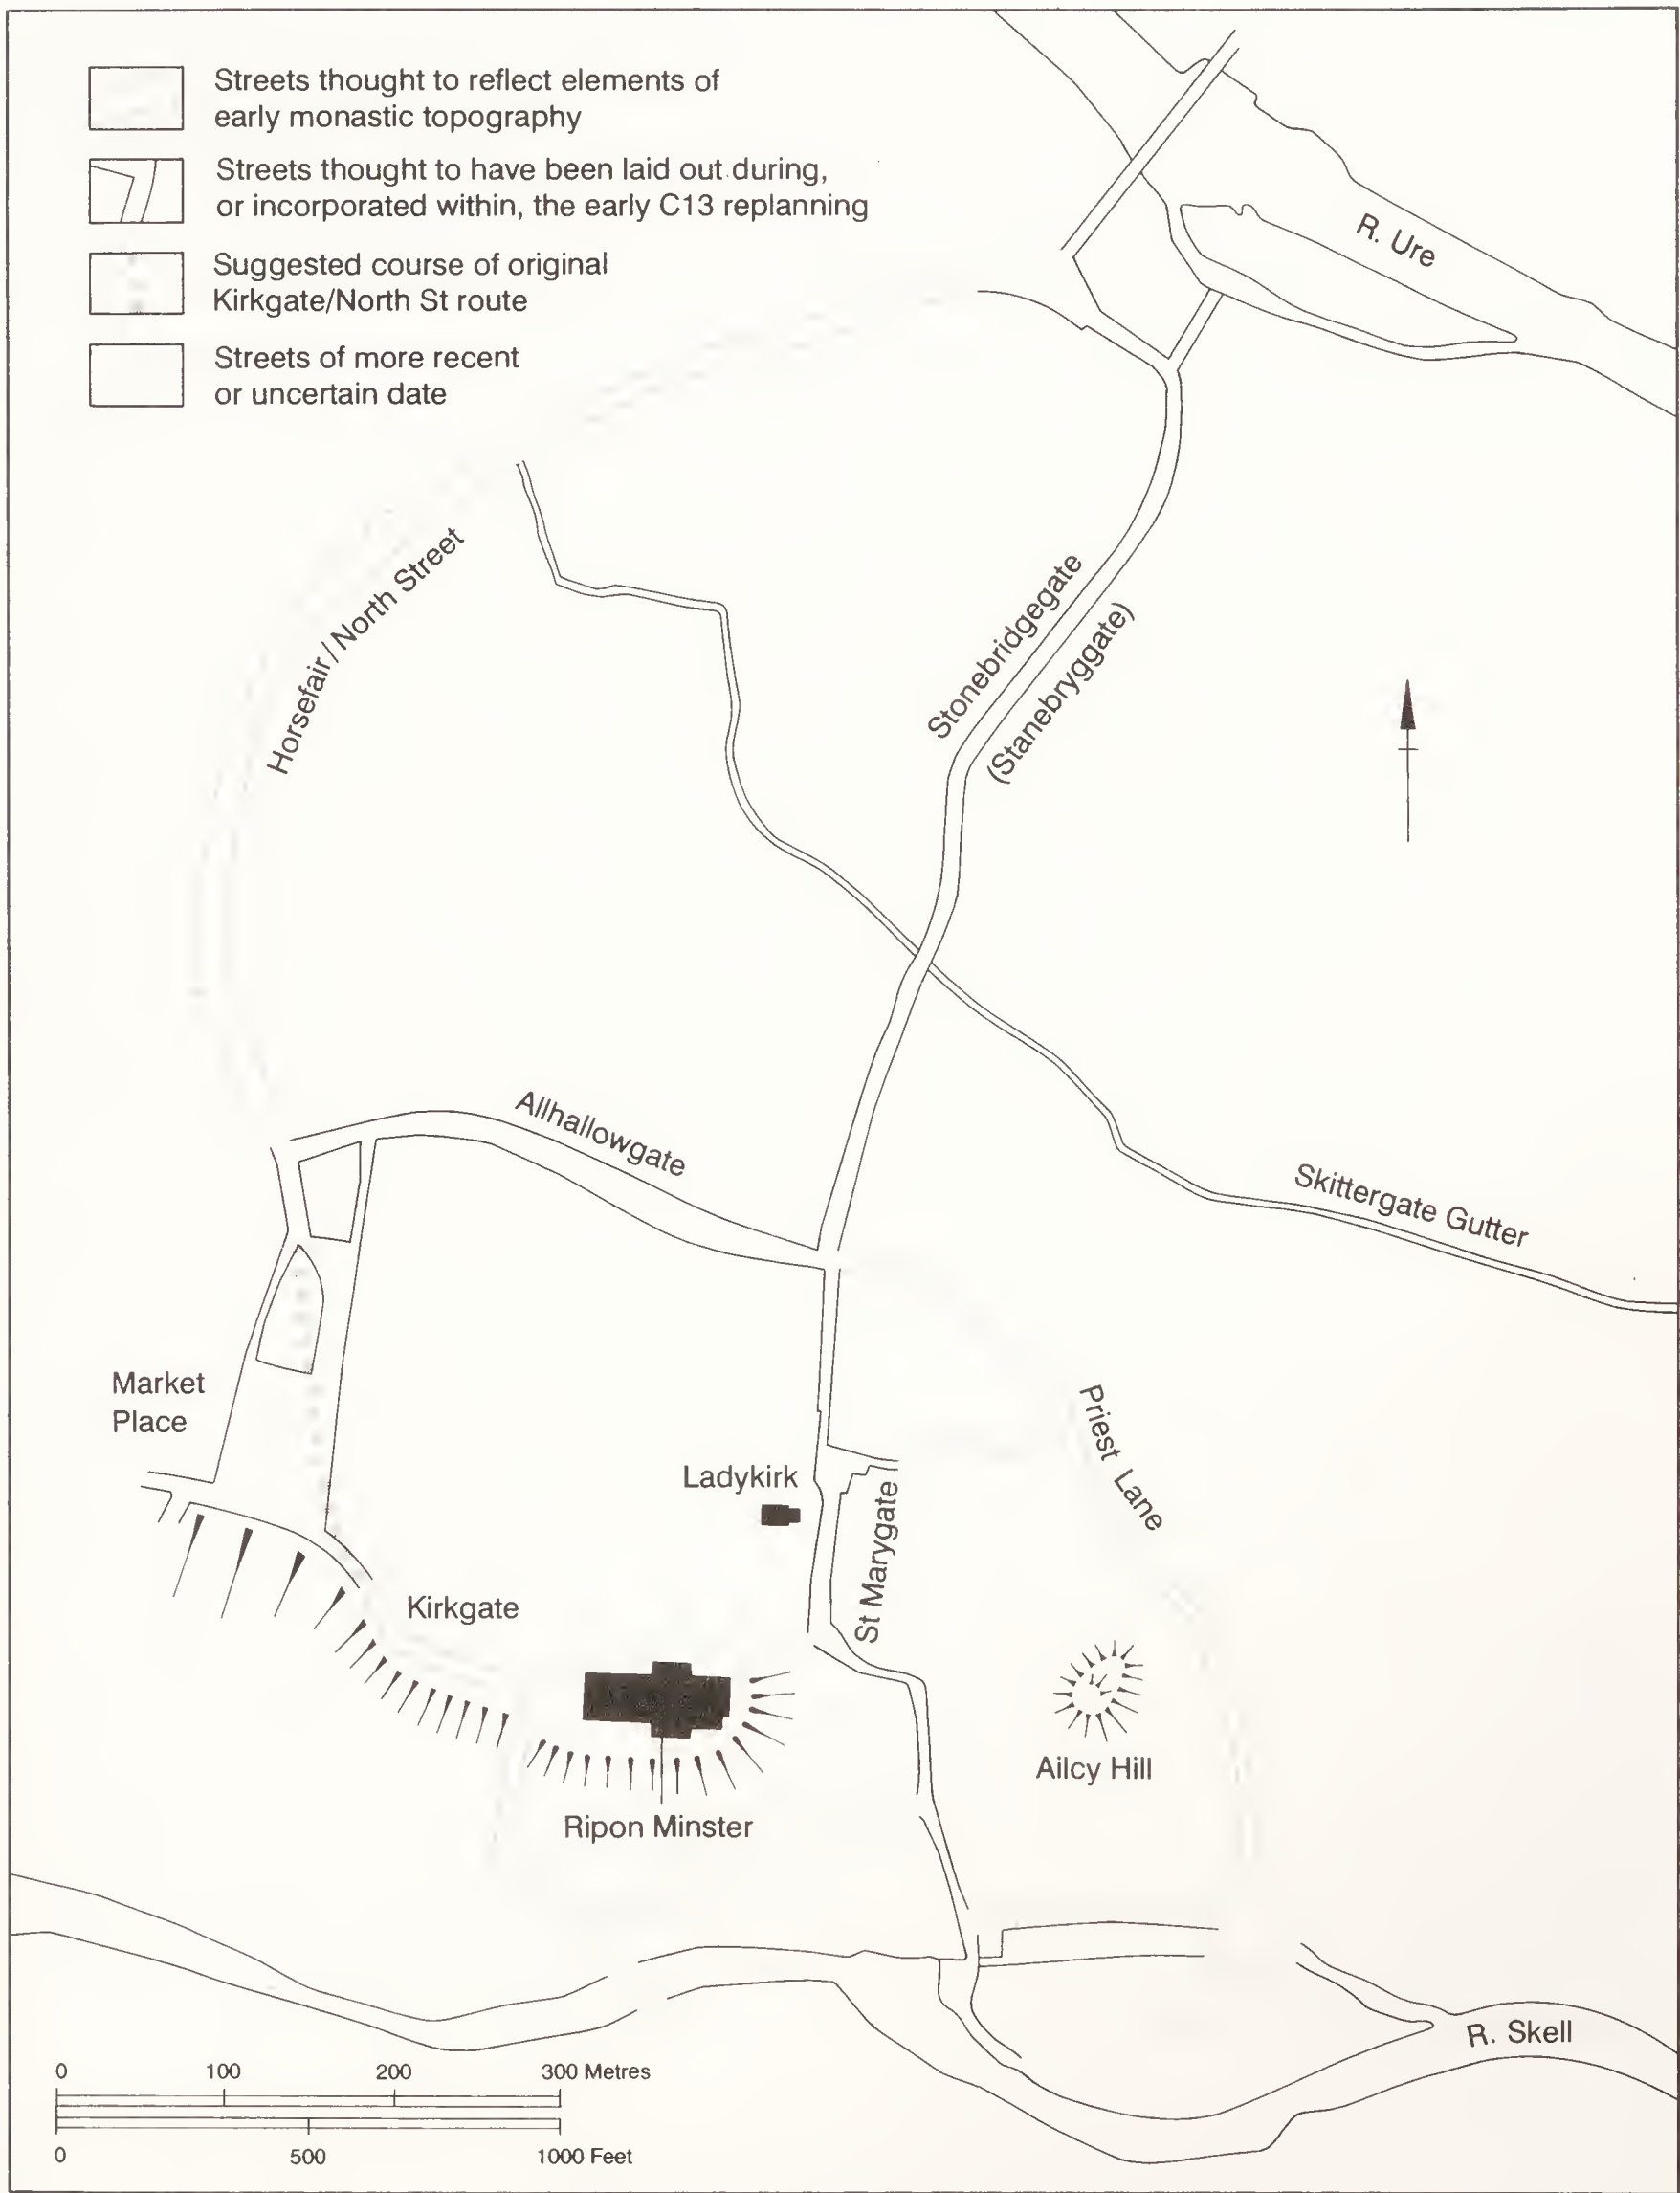 Streets thought to reflect elements of
early monastic topography
Streets thought to have been laid out during,
or incorporated within, the early C13 replanning
Suggested course of original
Kirkgate/North St route
Streets of more recent
or uncertain date
R. Ure
Horsefair/North Street
Stonebridgegate
(Stanebryggate)
Allhallowgate
Skittergate Gutter
Market
Place
Priest Lane
Ladykirk
St Marygate
Kirkgate
Ailcy Hill
Ripon Minster
R. Skell
0 100 200 300 Metres
0 500 1000 Feet